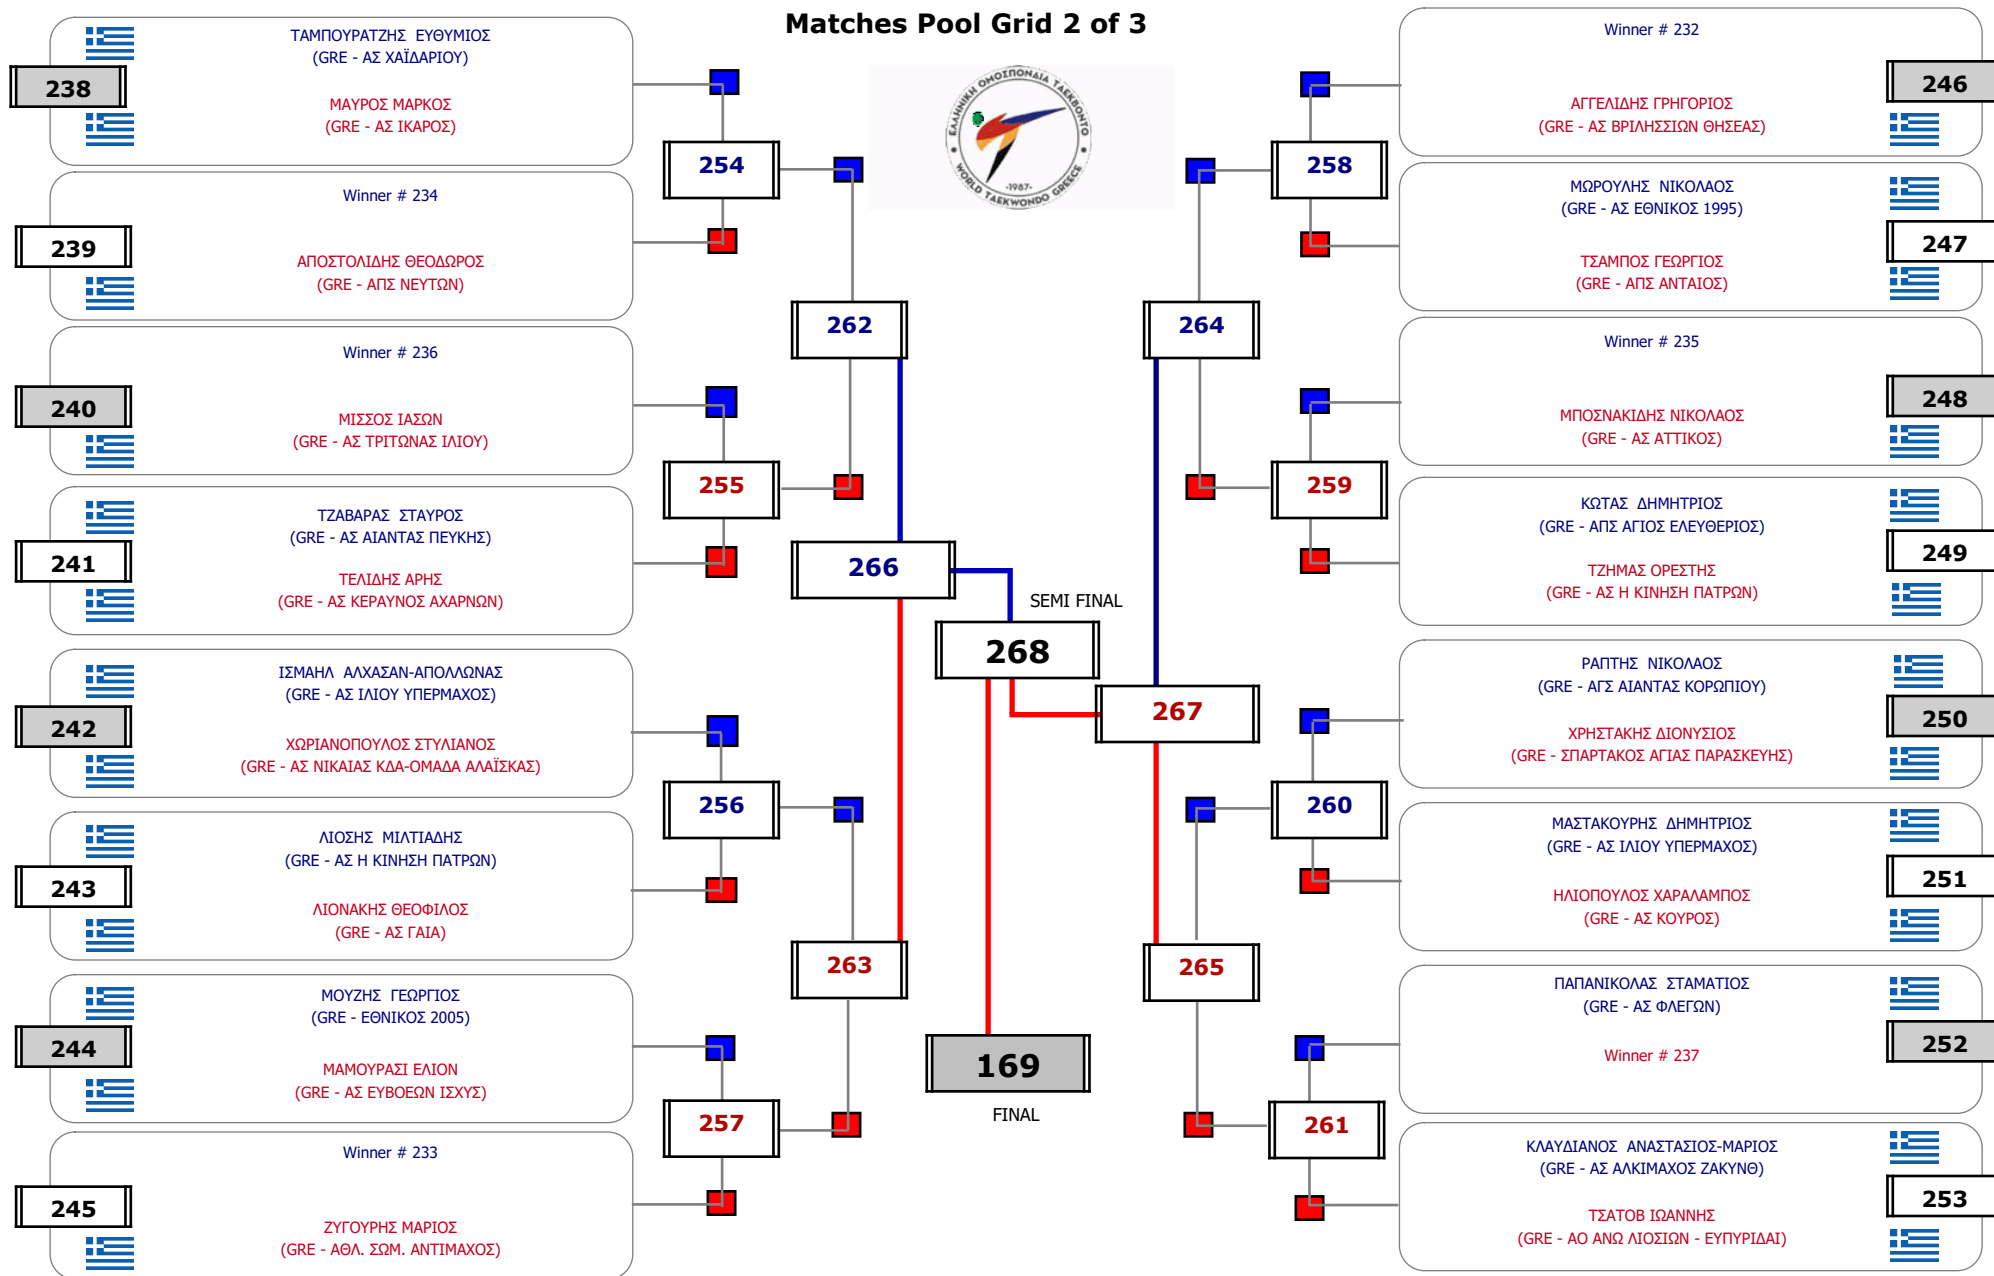 Matches Pool Grid 2 of 3
ΕΛΛΗΝΙΚΗ ΟΜΟΣΠΟΝΔΙΑ ΤΑΕΚΒΟΝΤΟ
-1987-
WORLD TAEKWONDO GREECE
238
ΤΑΜΠΟΥΡΑΤΖΗΣ ΕΥΘΥΜΙΟΣ
(GRE - ΑΣ ΧΑΪΔΑΡΙΟΥ)
ΜΑΥΡΟΣ ΜΑΡΚΟΣ
(GRE - ΑΣ ΙΚΑΡΟΣ)
239
Winner # 234
ΑΠΟΣΤΟΛΙΔΗΣ ΘΕΟΔΩΡΟΣ
(GRE - ΑΠΣ ΝΕΥΤΩΝ)
240
Winner # 236
ΜΙΣΣΟΣ ΙΑΣΩΝ
(GRE - ΑΣ ΤΡΙΤΩΝΑΣ ΙΛΙΟΥ)
241
ΤΖΑΒΑΡΑΣ ΣΤΑΥΡΟΣ
(GRE - ΑΣ ΑΙΑΝΤΑΣ ΠΕΥΚΗΣ)
ΤΕΛΙΔΗΣ ΑΡΗΣ
(GRE - ΑΣ ΚΕΡΑΥΝΟΣ ΑΧΑΡΝΩΝ)
242
ΙΣΜΑΗΛ ΑΛΧΑΣΑΝ-ΑΠΟΛΛΩΝΑΣ
(GRE - ΑΣ ΙΛΙΟΥ ΥΠΕΡΜΑΧΟΣ)
ΧΩΡΙΑΝΟΠΟΥΛΟΣ ΣΤΥΛΙΑΝΟΣ
(GRE - ΑΣ ΝΙΚΑΙΑΣ ΚΔΑ-ΟΜΑΔΑ ΑΛΑΪΣΚΑΣ)
243
ΛΙΟΣΗΣ ΜΙΛΤΙΑΔΗΣ
(GRE - ΑΣ Η ΚΙΝΗΣΗ ΠΑΤΡΩΝ)
ΛΙΟΝΑΚΗΣ ΘΕΟΦΙΛΟΣ
(GRE - ΑΣ ΓΑΙΑ)
244
ΜΟΥΖΗΣ ΓΕΩΡΓΙΟΣ
(GRE - ΕΘΝΙΚΟΣ 2005)
ΜΑΜΟΥΡΑΣΙ ΕΛΙΟΝ
(GRE - ΑΣ ΕΥΒΟΕΩΝ ΙΣΧΥΣ)
245
Winner # 233
ΖΥΓΟΥΡΗΣ ΜΑΡΙΟΣ
(GRE - ΑΘΛ. ΣΩΜ. ΑΝΤΙΜΑΧΟΣ)
254
255
256
257
262
263
266
SEMI FINAL
268
267
169
FINAL
264
265
258
259
260
261
Winner # 232
246
ΑΓΓΕΛΙΔΗΣ ΓΡΗΓΟΡΙΟΣ
(GRE - ΑΣ ΒΡΙΛΗΣΣΙΩΝ ΘΗΣΕΑΣ)
ΜΩΡΟΥΛΗΣ ΝΙΚΟΛΑΟΣ
(GRE - ΑΣ ΕΘΝΙΚΟΣ 1995)
247
ΤΣΑΜΠΟΣ ΓΕΩΡΓΙΟΣ
(GRE - ΑΠΣ ΑΝΤΑΙΟΣ)
Winner # 235
248
ΜΠΟΣΝΑΚΙΔΗΣ ΝΙΚΟΛΑΟΣ
(GRE - ΑΣ ΑΤΤΙΚΟΣ)
ΚΩΤΑΣ ΔΗΜΗΤΡΙΟΣ
(GRE - ΑΠΣ ΑΓΙΟΣ ΕΛΕΥΘΕΡΙΟΣ)
249
ΤΖΗΜΑΣ ΟΡΕΣΤΗΣ
(GRE - ΑΣ Η ΚΙΝΗΣΗ ΠΑΤΡΩΝ)
ΡΑΠΤΗΣ ΝΙΚΟΛΑΟΣ
(GRE - ΑΓΣ ΑΙΑΝΤΑΣ ΚΟΡΩΠΙΟΥ)
250
ΧΡΗΣΤΑΚΗΣ ΔΙΟΝΥΣΙΟΣ
(GRE - ΣΠΑΡΤΑΚΟΣ ΑΓΙΑΣ ΠΑΡΑΣΚΕΥΗΣ)
ΜΑΣΤΑΚΟΥΡΗΣ ΔΗΜΗΤΡΙΟΣ
(GRE - ΑΣ ΙΛΙΟΥ ΥΠΕΡΜΑΧΟΣ)
251
ΗΛΙΟΠΟΥΛΟΣ ΧΑΡΑΛΑΜΠΟΣ
(GRE - ΑΣ ΚΟΥΡΟΣ)
ΠΑΠΑΝΙΚΟΛΑΣ ΣΤΑΜΑΤΙΟΣ
(GRE - ΑΣ ΦΛΕΓΩΝ)
252
Winner # 237
ΚΛΑΥΔΙΑΝΟΣ ΑΝΑΣΤΑΣΙΟΣ-ΜΑΡΙΟΣ
(GRE - ΑΣ ΑΛΚΙΜΑΧΟΣ ΖΑΚΥΝΘ)
253
ΤΣΑΤΟΒ ΙΩΑΝΝΗΣ
(GRE - ΑΟ ΑΝΩ ΛΙΟΣΙΩΝ - ΕΥΠΥΡΙΔΑΙ)